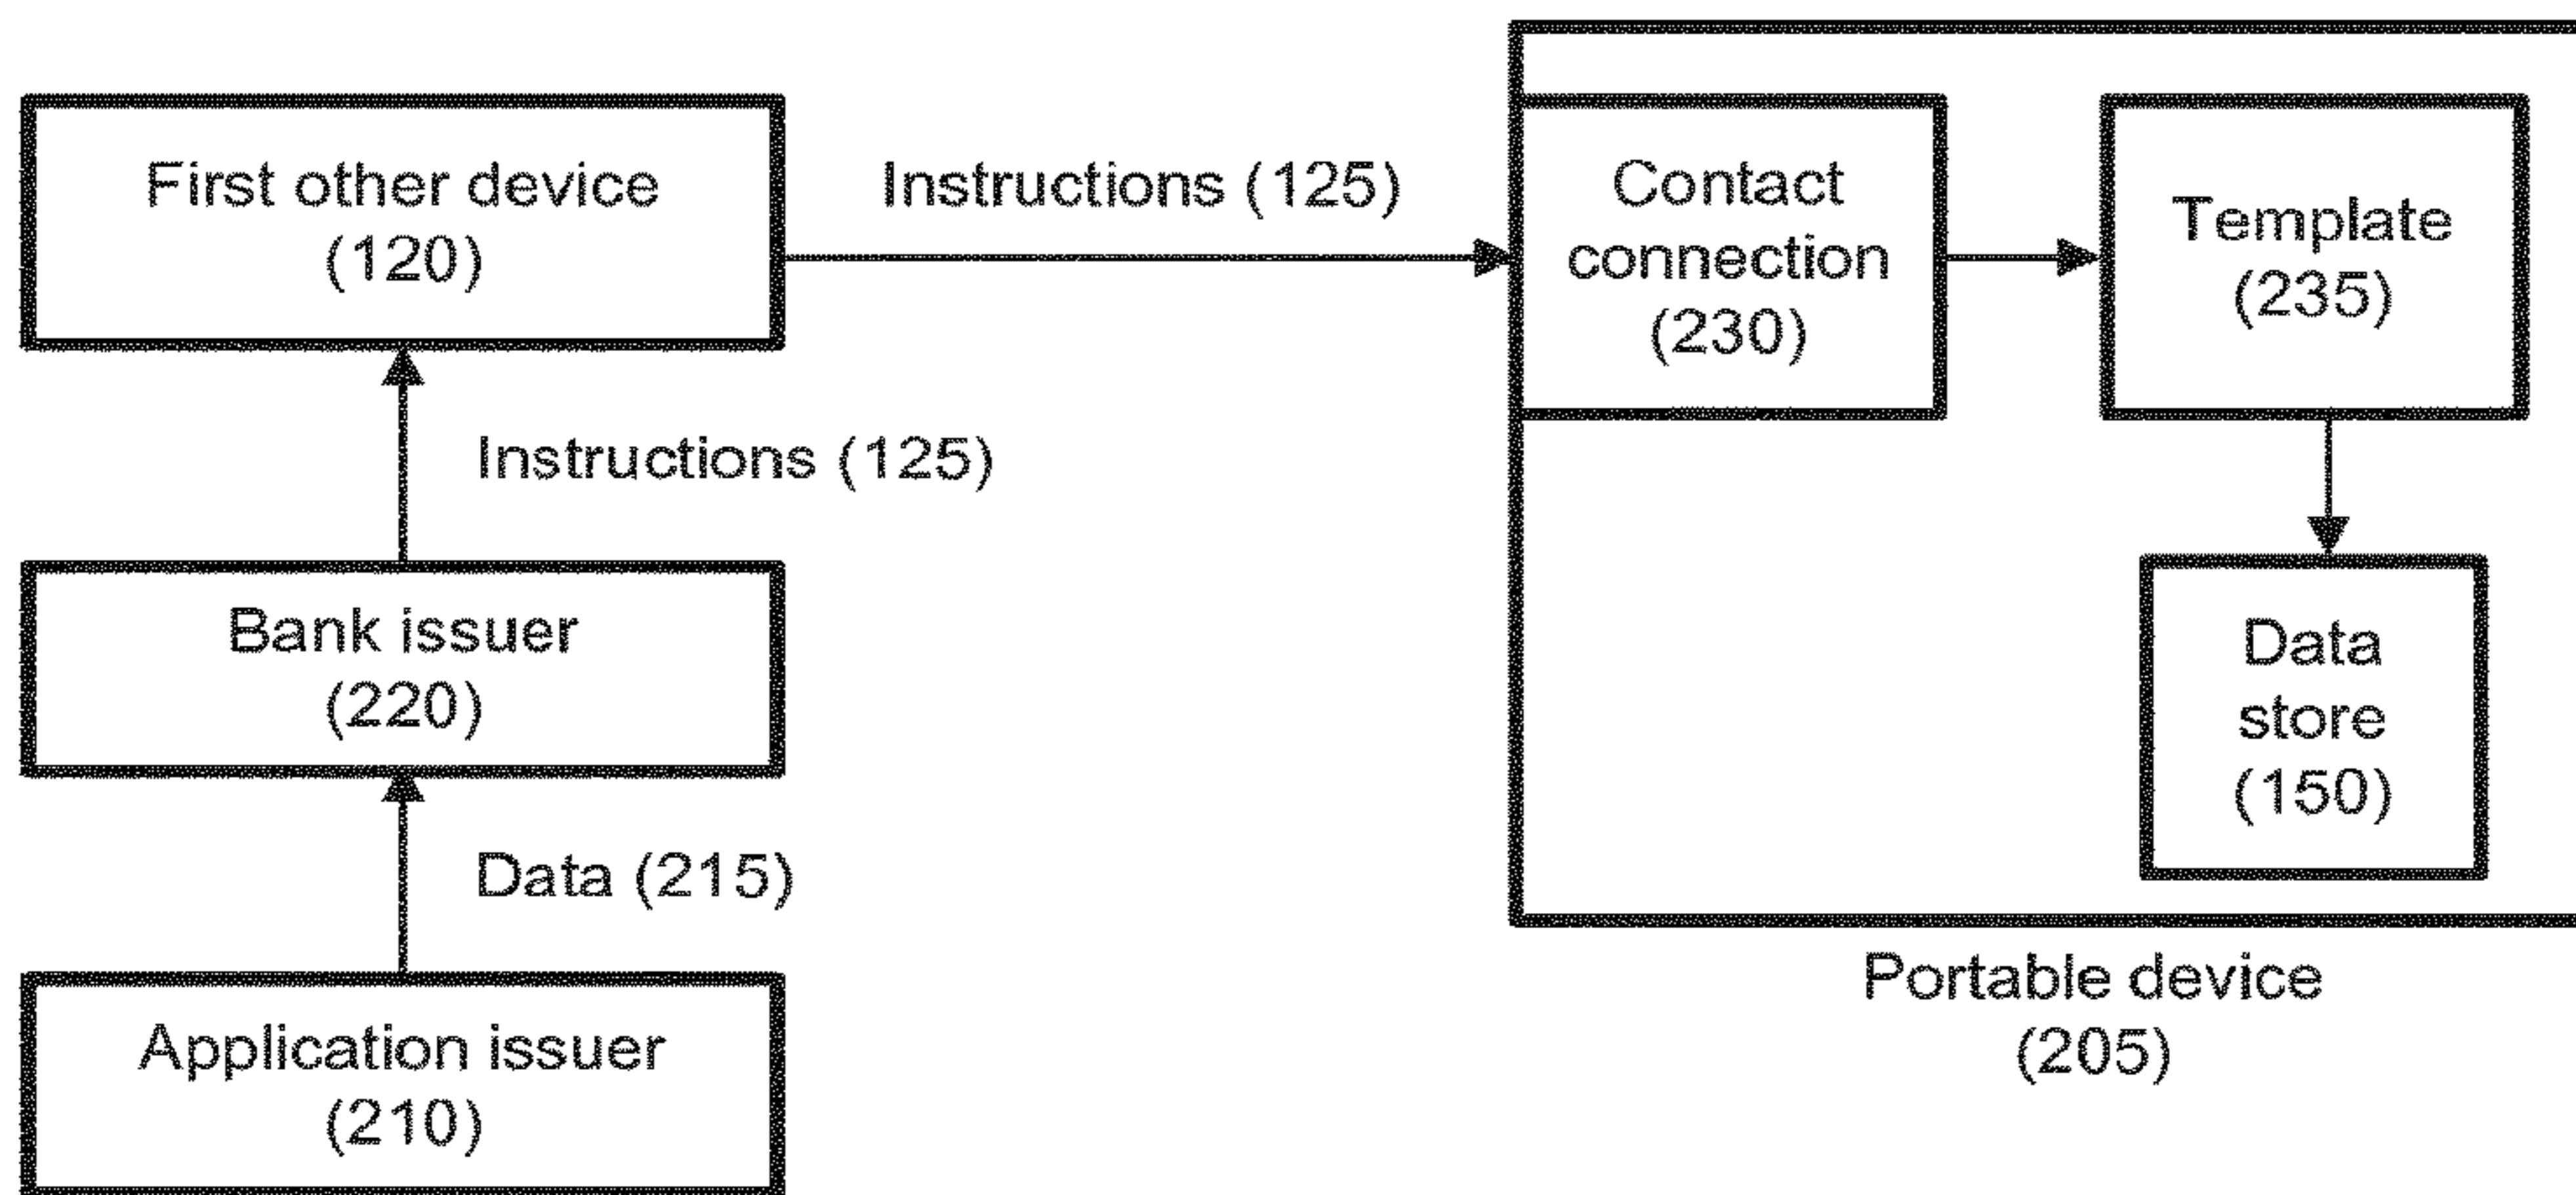 First other device
(120)
Instructions (125)
Contact
connection
(230)
Template
(235)
Instructions (125)
Bank issuer
(220)
Data
store
(150)
Data (215)
Application issuer
(210)
Portable device
(205)